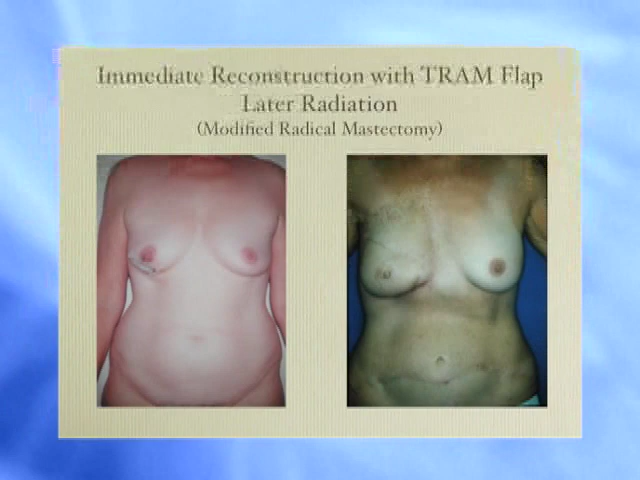 Immediate Reconstruction with TRAM Flap
Later Radiation
(Modified Radical Mastectomy)